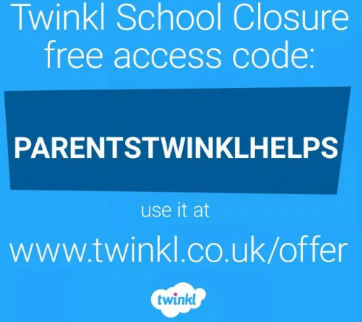 Twinkl School Closure
free access code:
PARENTSTWINKLHELPS
use it at
www.twinkl.co.uk/offer
twinkl